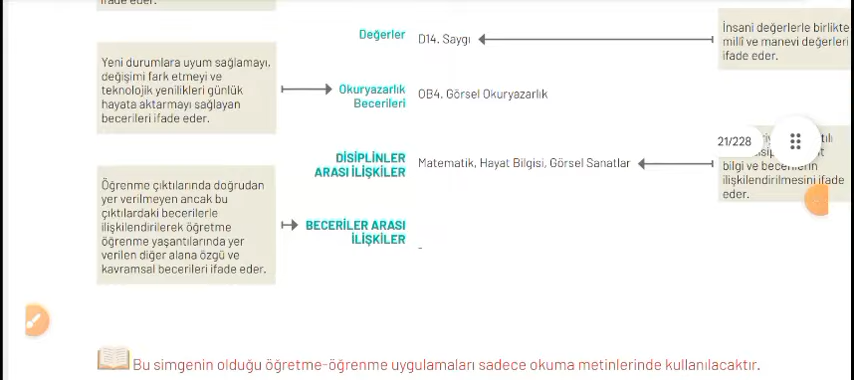 ifade eder.
Değerler
D14. Saygı
İnsani değerlerle birlikte
millî ve manevi değerleri
ifade eder.
Yeni durumlara uyum sağlamayı,
değişimi fark etmeyi ve
teknolojik yenilikleri günlük
hayata aktarmayı sağlayan
becerileri ifade eder.
Okuryazarlık
Becerileri
OB4. Görsel Okuryazarlık
21/228
DİSİPLİNLER
ARASI İLİŞKİLER
Matematik, Hayat Bilgisi, Görsel Sanatlar
bilgi ve becerilerin
ilişkilendirilmesini ifade
eder.
Öğrenme çıktılarında doğrudan
yer verilmeyen ancak bu
çıktılardaki becerilerle
ilişkilendirilerek öğretme
öğrenme yaşantılarında yer
verilen diğer alana özgü ve
kavramsal becerileri ifade eder.
BECERİLER ARASI
İLİŞKİLER
-
Bu simgenin olduğu öğretme-öğrenme uygulamaları sadece okuma metinlerinde kullanılacaktır.